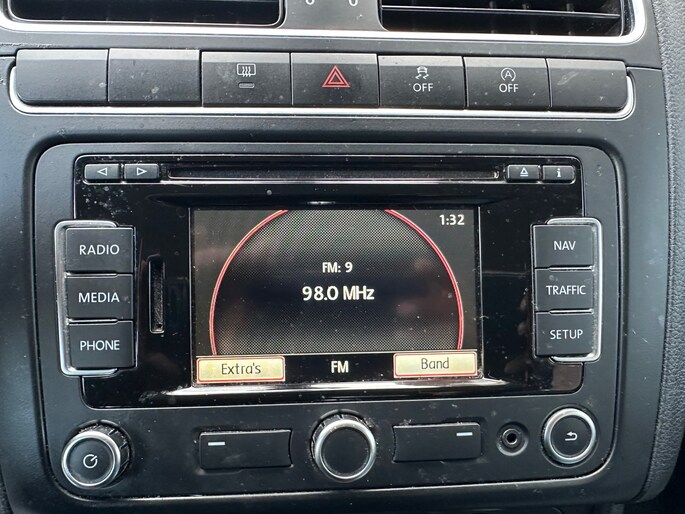 OFF
A
OFF
i
RADIO
MEDIA
PHONE
1:32
FM: 9
98.0 MHz
Extra's
FM
Band
NAV
TRAFFIC
SETUP